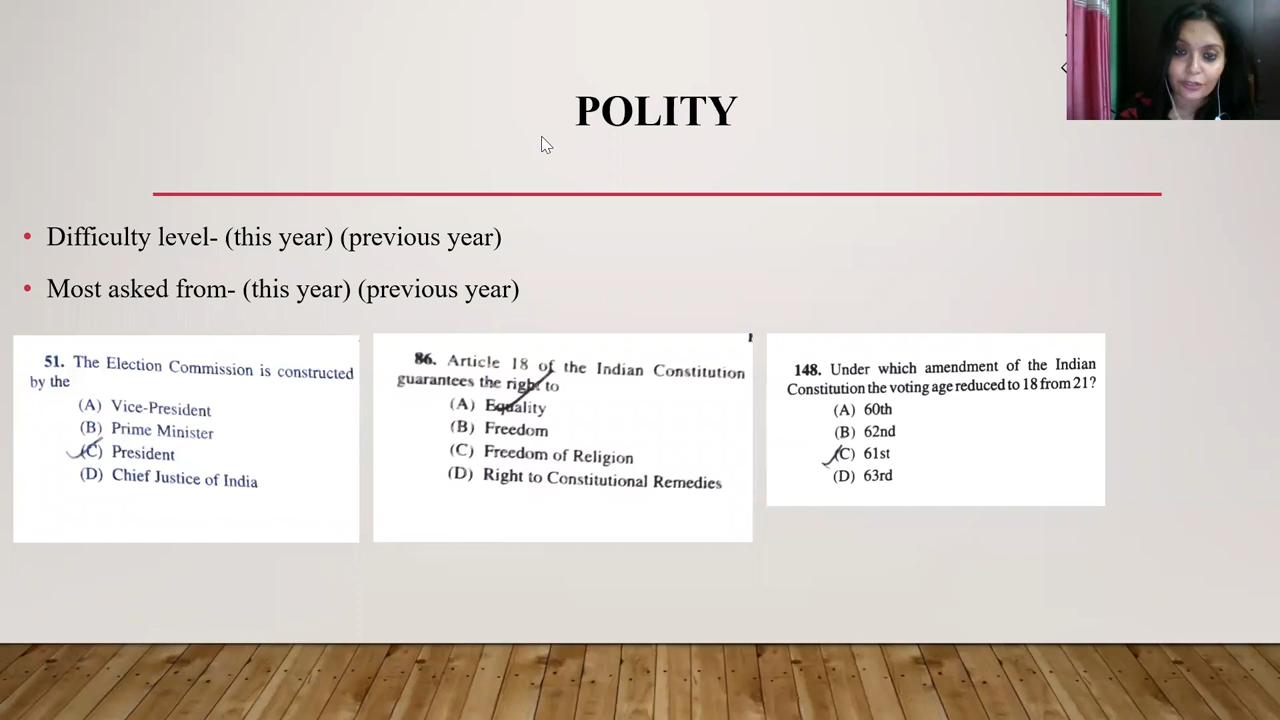 POLITY
Difficulty level- (this year) (previous year)
Most asked from- (this year) (previous year)
51. The Election Commission is constructed
by the
(A) Vice-President
(B) Prime Minister
(C) President
(D) Chief Justice of India
86. Article 18 of the Indian Constitution
guarantees the right to
(A) Equality
(B) Freedom
(C) Freedom of Religion
(D) Right to Constitutional Remedies
148. Under which amendment of the Indian
Constitution the voting age reduced to 18 from 21?
(A) 60th
(B) 62nd
(C) 61st
(D) 63rd